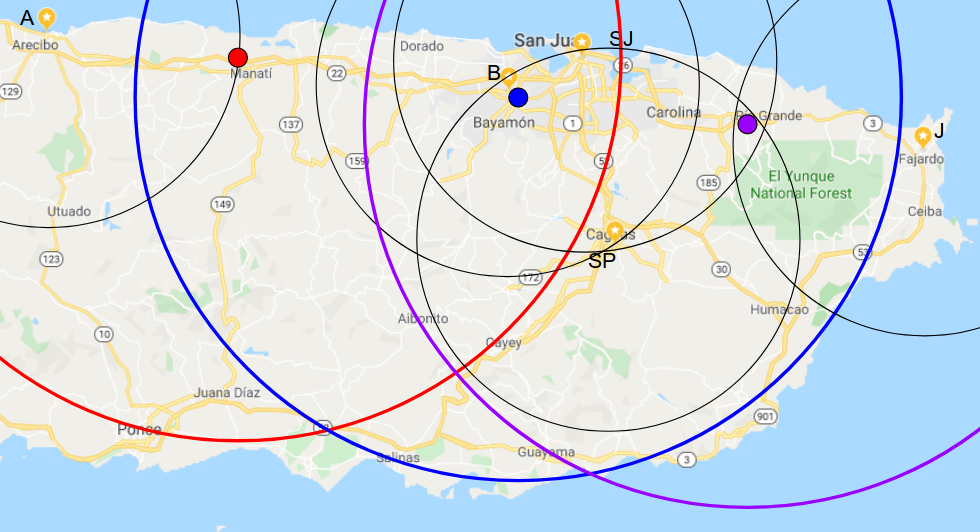 A
Arecibo
San Jua
SJ
Dorado
26
B
22
Manatí
129
Carolina
Río Grande
3
J
137
Bayamón
1
Fajardo
159
52
El Yunque
National Forest
185
Utuado
149
Ceiba
Caguas
53
123
SP
30
172
Humacao
Aibonito
10
Cayey
Juana Díaz
901
Ponce
52
Salinas
Guayama
3